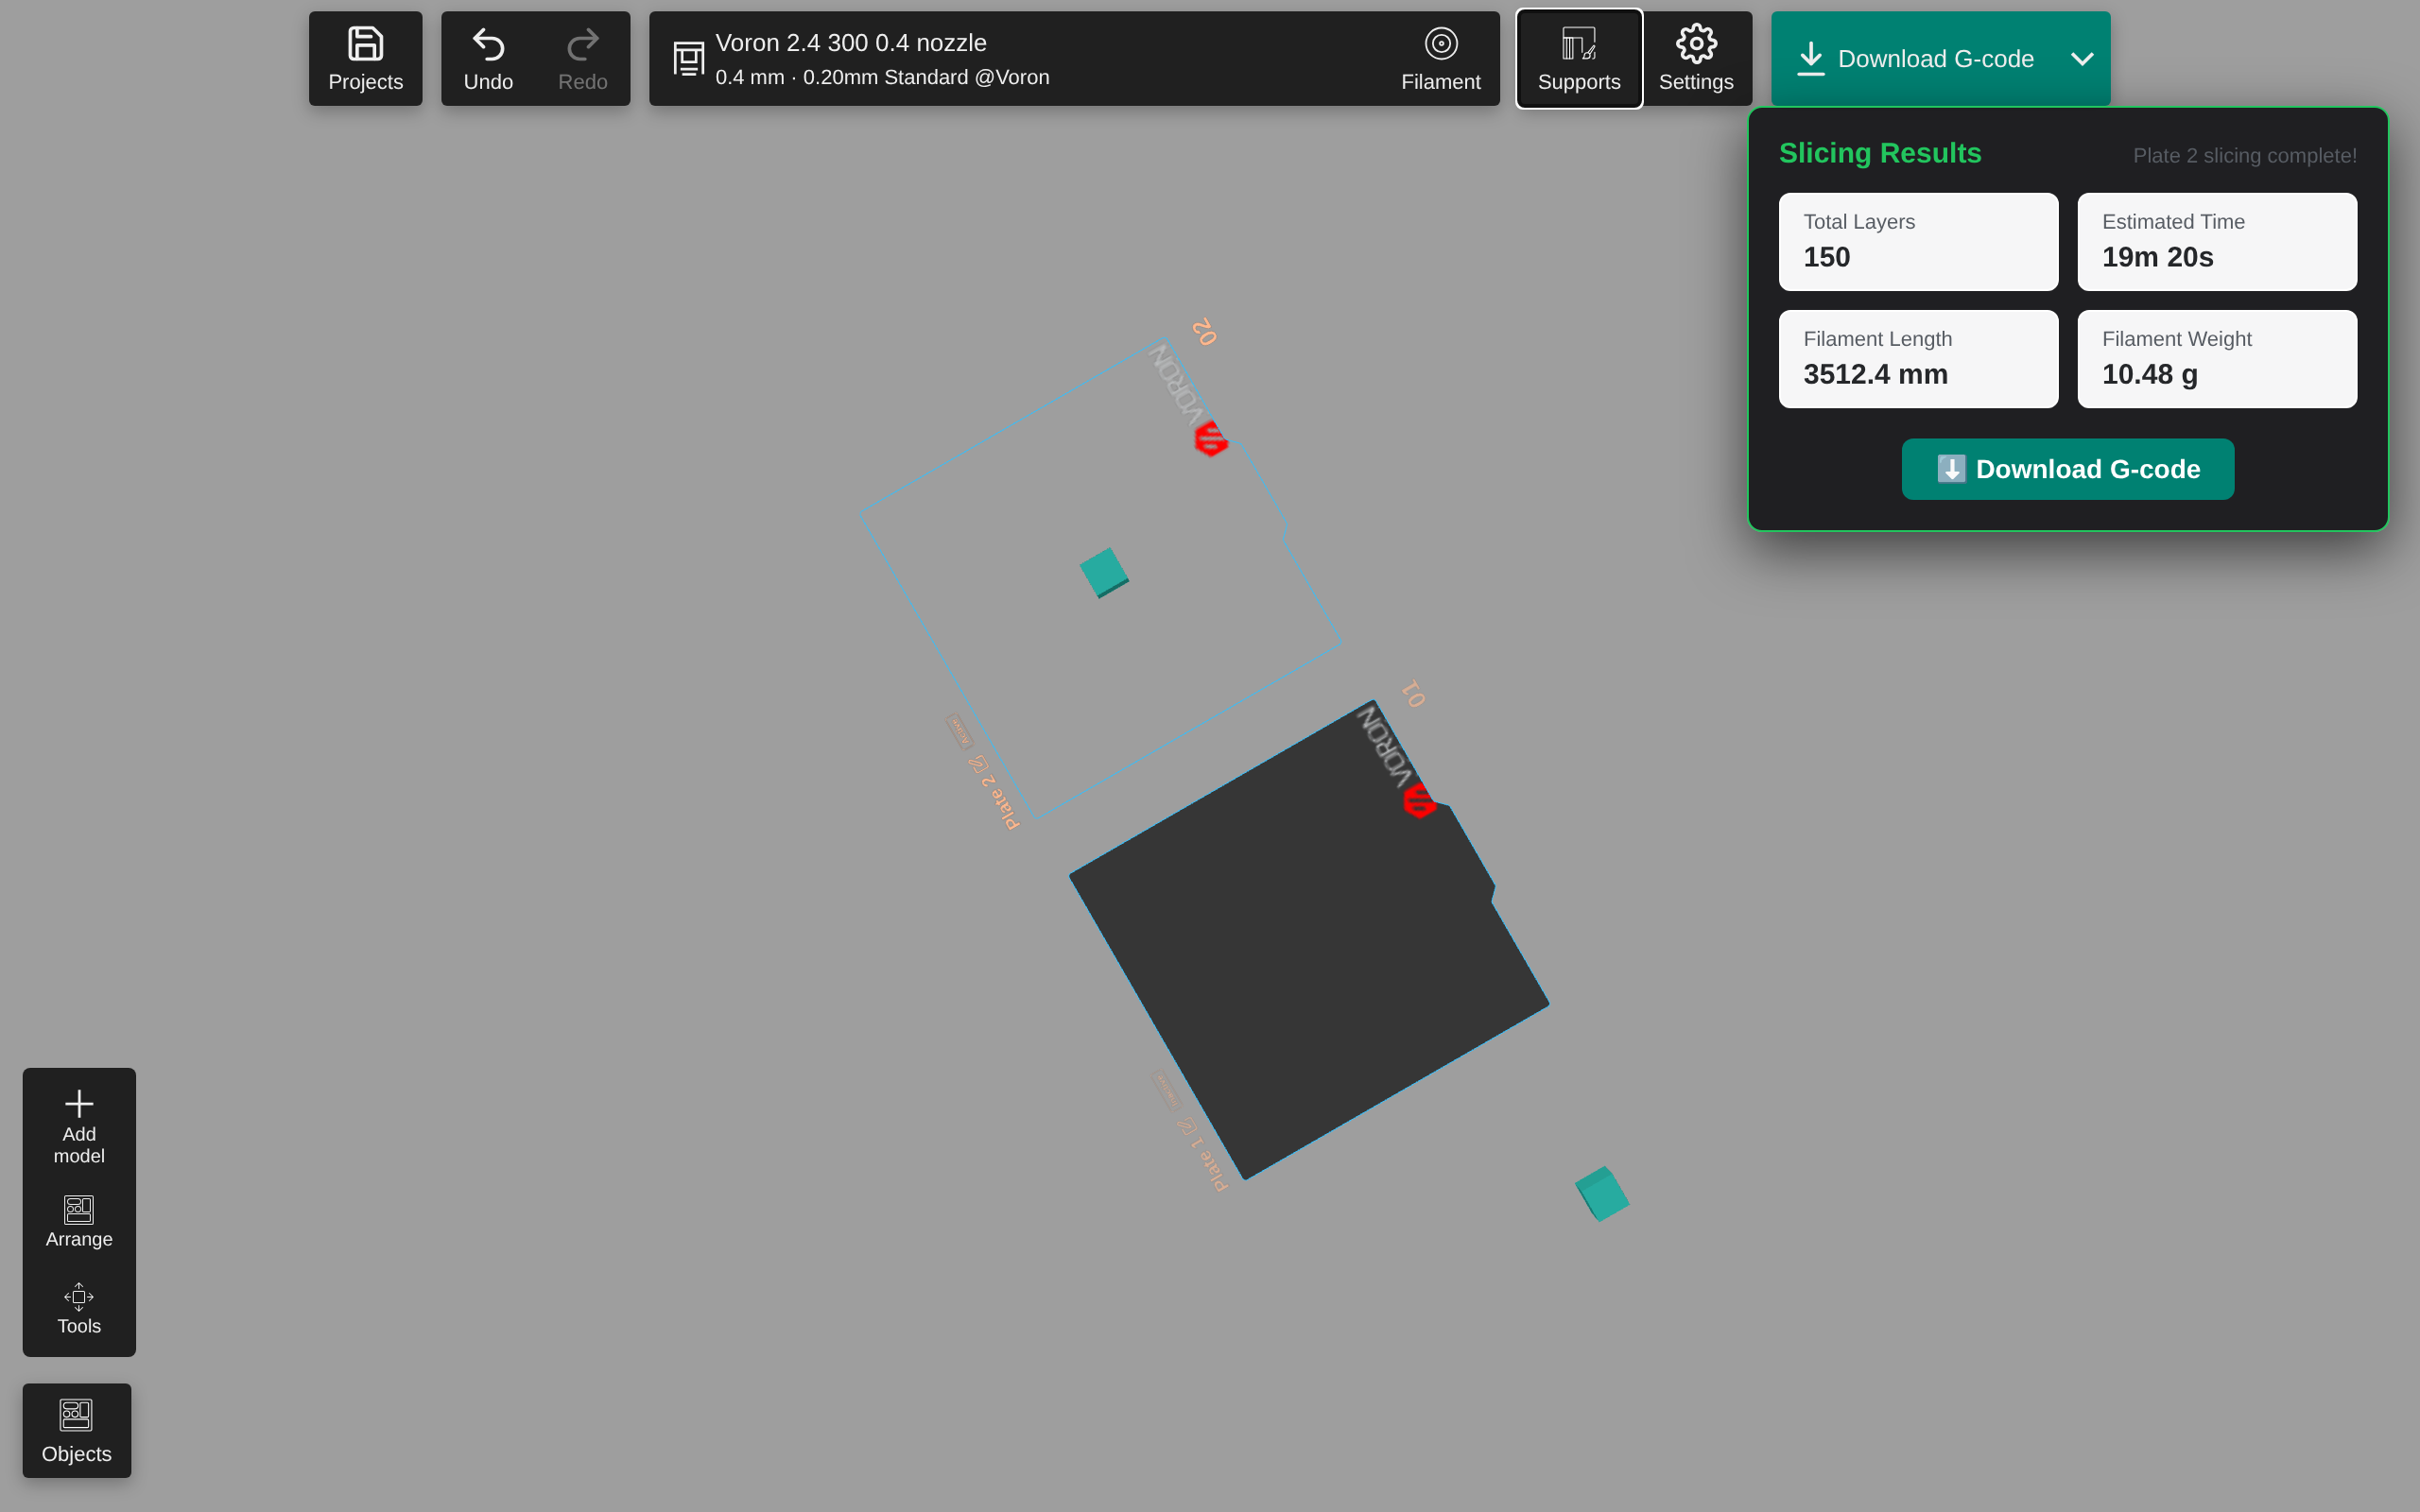 Projects
Undo
Redo
Voron 2.4 300 0.4 nozzle
0.4 mm · 0.20mm Standard @Voron
Filament
Supports
Settings
Download G-code
Slicing Results
Plate 2 slicing complete!
Total Layers
150
Estimated Time
19m 20s
Filament Length
3512.4 mm
Filament Weight
10.48 g
Download G-code
02
VORON
Plate 2
01
VORON
Plate 1
Add
model
Arrange
Tools
Objects